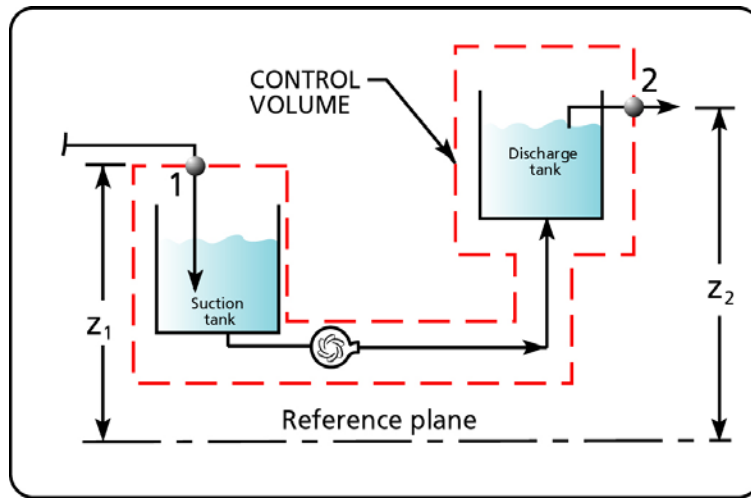 CONTROL
VOLUME
2
1
Discharge
tank
Suction
tank
Z1
Z2
Reference plane